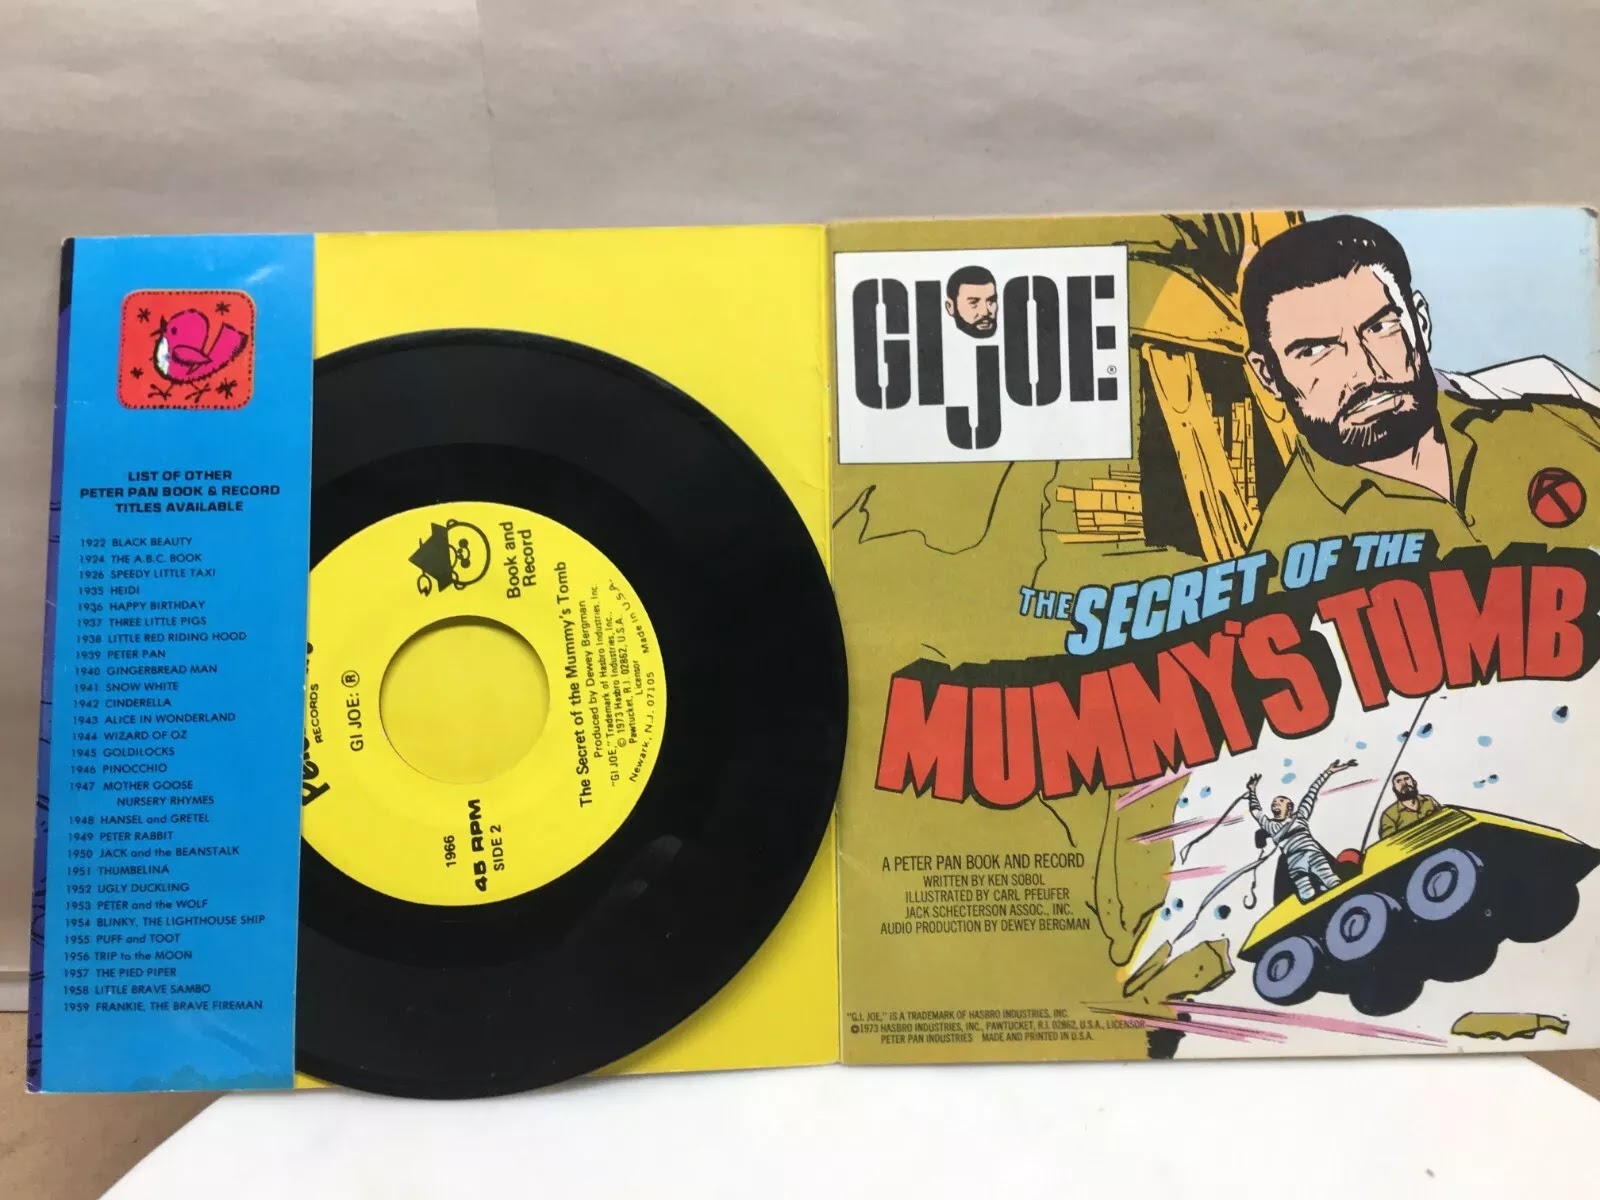 LIST OF OTHER
PETER PAN BOOK & RECORD
TITLES AVAILABLE
1922 BLACK BEAUTY
1924 THE A.B.C. BOOK
1926 SPEEDY LITTLE TAXI
1935 HEIDI
1936 HAPPY BIRTHDAY
1937 THREE LITTLE PIGS
1938 LITTLE RED RIDING HOOD
1939 PETER PAN
1940 GINGERBREAD MAN
1941 SNOW WHITE
1942 CINDERELLA
1943 ALICE IN WONDERLAND
1944 WIZARD OF OZ
1945 GOLDILOCKS
1946 PINOCCHIO
1947 MOTHER GOOSE
NURSERY RHYMES
1948 HANSEL and GRETEL
1949 PETER RABBIT
1950 JACK and the BEANSTALK
1951 THUMBELINA
1952 UGLY DUCKLING
1953 PETER and the WOLF
1954 BLINKY, THE LIGHTHOUSE SHIP
1955 PUFF and TOOT
1956 TRIP to the MOON
1957 THE PIED PIPER
1958 LITTLE BRAVE SAMBO
1959 FRANKIE, THE BRAVE FIREMAN
RECORDS
GI JOE: ®
1966
45 RPM
SIDE 2
Book and
Record
The Secret of the Mummy's Tomb
Produced by Dewey Bergman
"GI JOE," Trademark of Hasbro Industries, Inc.
© 1973 Hasbro Industries, Inc.,
Pawtucket, R.I. 02862, U.S.A.
Licensor
Newark, N.J. 07105 Made in U.S.A.
GI JOE ®
THE SECRET OF THE
MUMMY'S TOMB
A PETER PAN BOOK AND RECORD
WRITTEN BY KEN SOBOL
ILLUSTRATED BY CARL PFEUFER
JACK SCHECTERSON ASSOC., INC.
AUDIO PRODUCTION BY DEWEY BERGMAN
"G.I. JOE," IS A TRADEMARK OF HASBRO INDUSTRIES, INC.
©1973 HASBRO INDUSTRIES, INC., PAWTUCKET, R.I. 02862, U.S.A., LICENSOR
PETER PAN INDUSTRIES MADE AND PRINTED IN U.S.A.